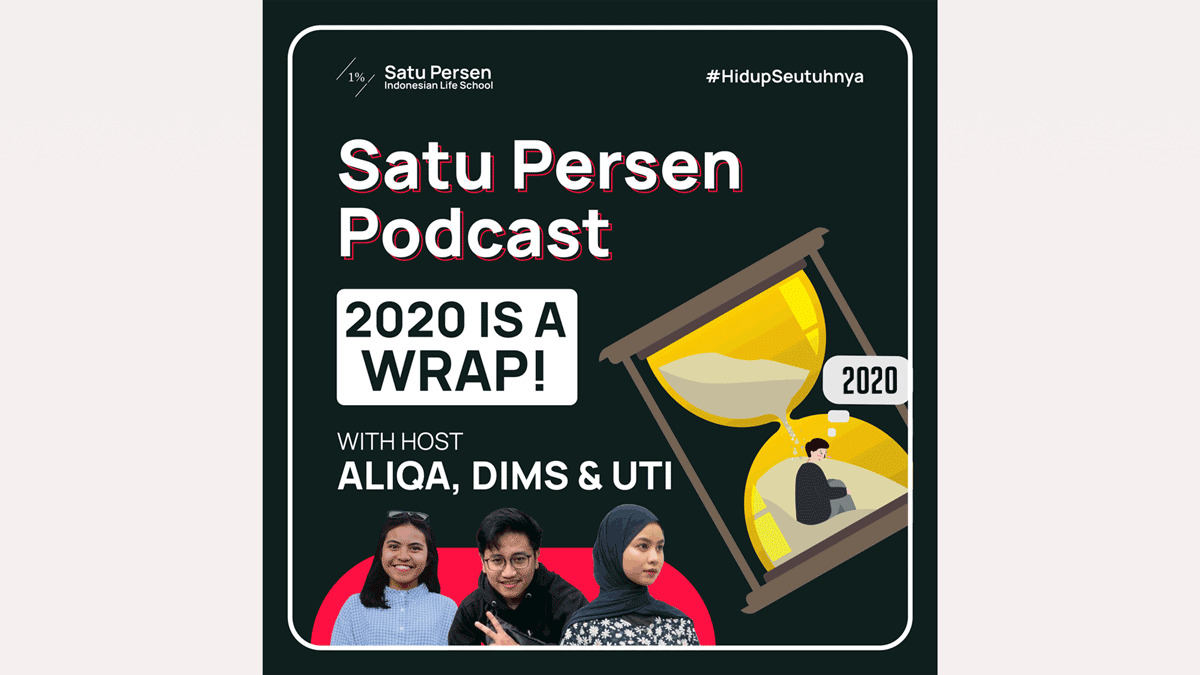 1%
Satu Persen
Indonesian Life School
#HidupSeutuhnya
Satu Persen
Podcast
2020 IS A
WRAP!
2020
WITH HOST
ALIQA, DIMS & UTI